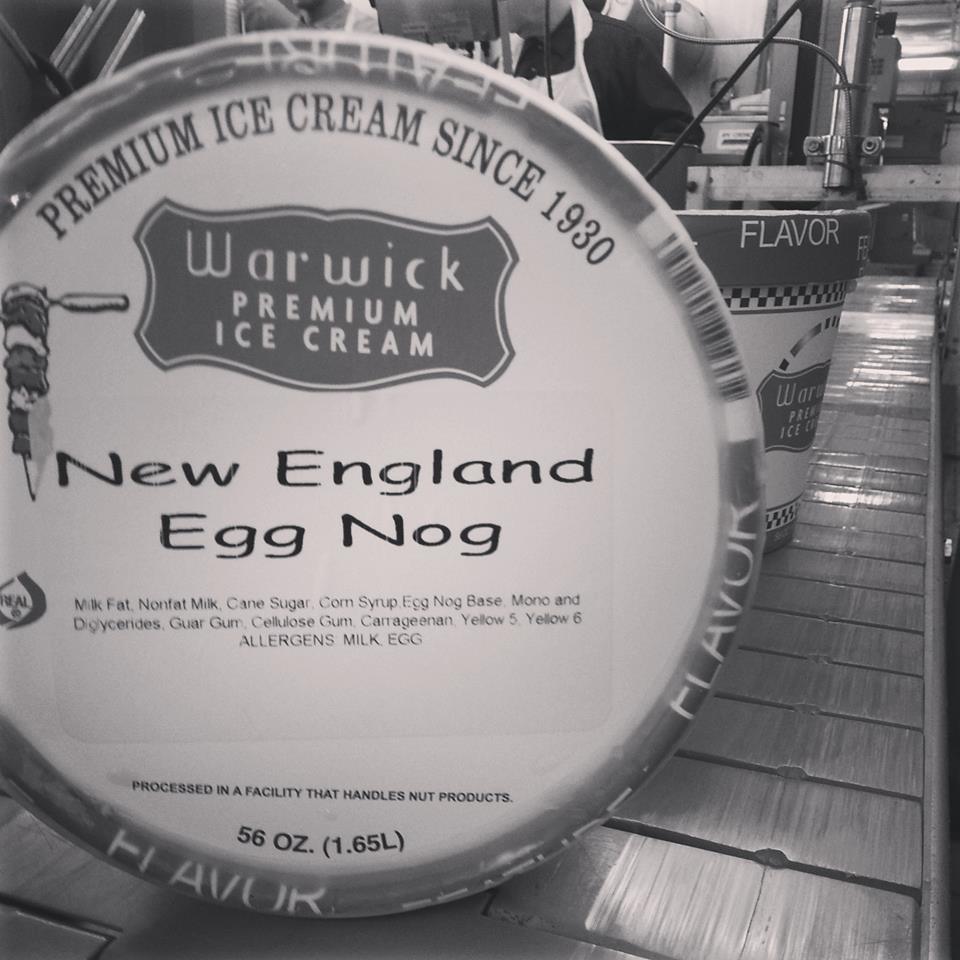 PREMIUM ICE CREAM SINCE 1930
Warwick
PREMIUM
ICE CREAM
New England
Egg Nog
REAL
Milk Fat, Nonfat Milk, Cane Sugar, Corn Syrup,Egg Nog Base, Mono and
Diglycerides, Guar Gum, Cellulose Gum, Carrageenan, Yellow 5, Yellow 6
ALLERGENS MILK, EGG
PROCESSED IN A FACILITY THAT HANDLES NUT PRODUCTS.
56 OZ. (1.65L)
FLAVOR
FLAVOR
FLAVOR